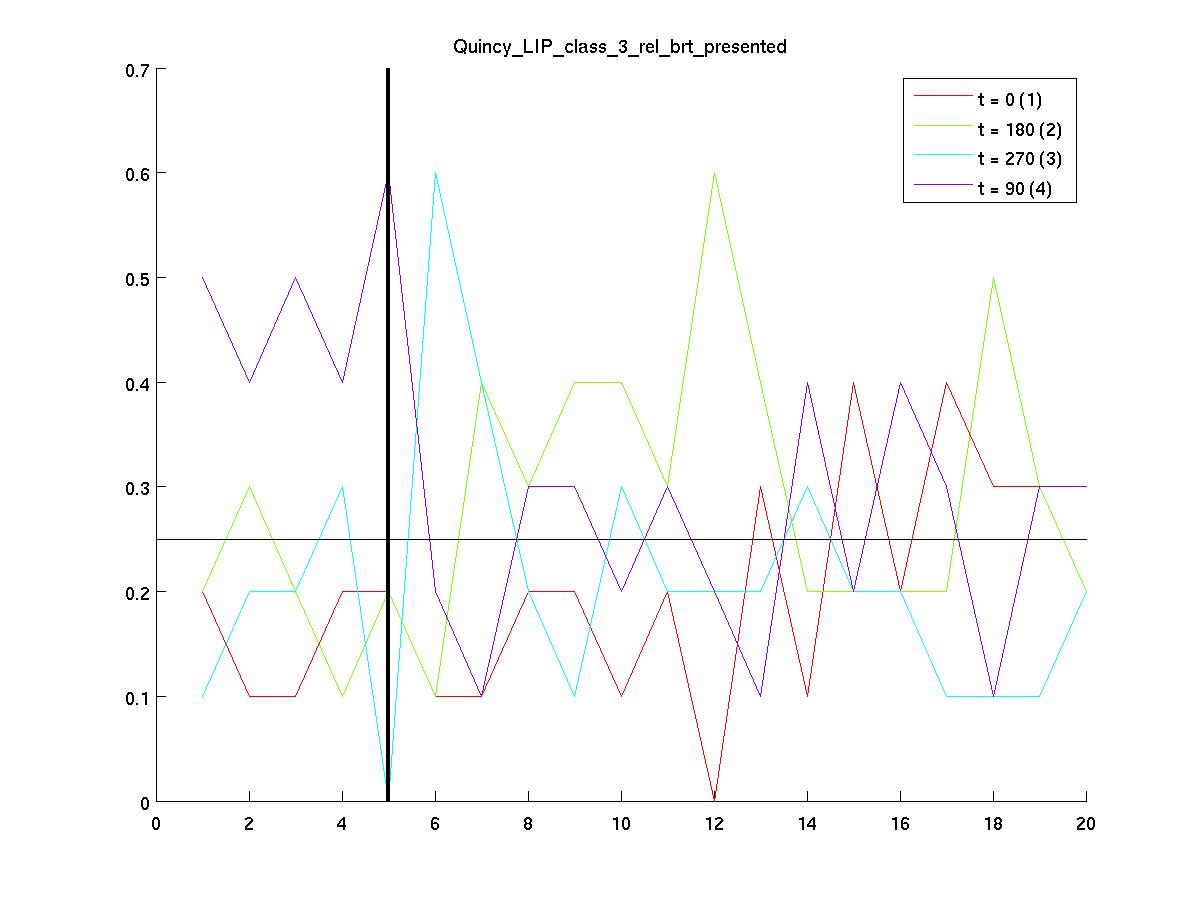 Quincy_LIP_class_3_rel_brt_presented
0.7
0.6
0.5
0.4
0.3
0.2
0.1
0
t = 0 (1)
t = 180 (2)
t = 270 (3)
t = 90 (4)
0 2 4 6 8 10 12 14 16 18 20